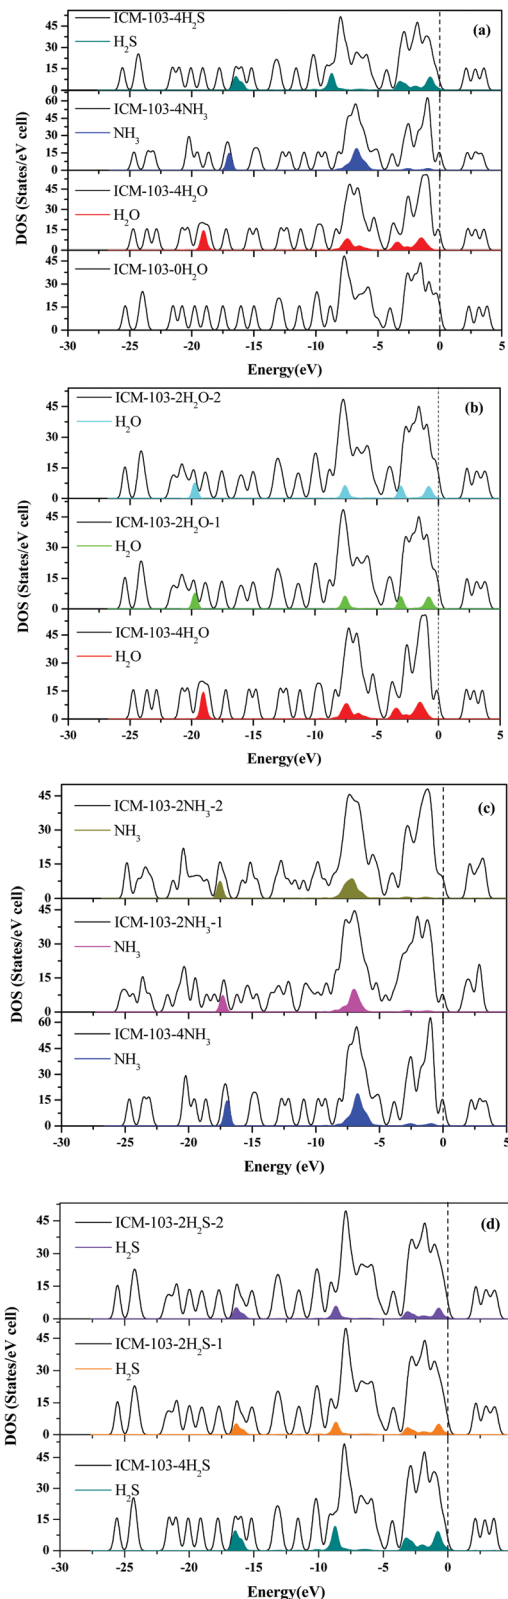 (a)
DOS (States/eV cell)
45
30
15
0
ICM-103-4H₂S
H₂S
60
45
30
15
0
ICM-103-4NH₃
NH₃
45
30
15
0
ICM-103-4H₂O
H₂O
45
30
15
0
ICM-103-0H₂O
-30 -25 -20 -15 -10 -5 0 5
Energy(eV)
(b)
DOS (States/eV cell)
45
30
15
0
ICM-103-2H₂O-2
H₂O
45
30
15
0
ICM-103-2H₂O-1
H₂O
45
30
15
0
ICM-103-4H₂O
H₂O
-30 -25 -20 -15 -10 -5 0 5
Energy(eV)
(c)
DOS (States/eV cell)
45
30
15
0
ICM-103-2NH₃-2
NH₃
45
30
15
0
ICM-103-2NH₃-1
NH₃
60
45
30
15
0
ICM-103-4NH₃
NH₃
-30 -25 -20 -15 -10 -5 0 5
Energy (eV)
(d)
DOS (States/eV cell)
45
30
15
0
ICM-103-2H₂S-2
H₂S
45
30
15
0
ICM-103-2H₂S-1
H₂S
45
30
15
0
ICM-103-4H₂S
H₂S
-30 -25 -20 -15 -10 -5 0
Energy(eV)